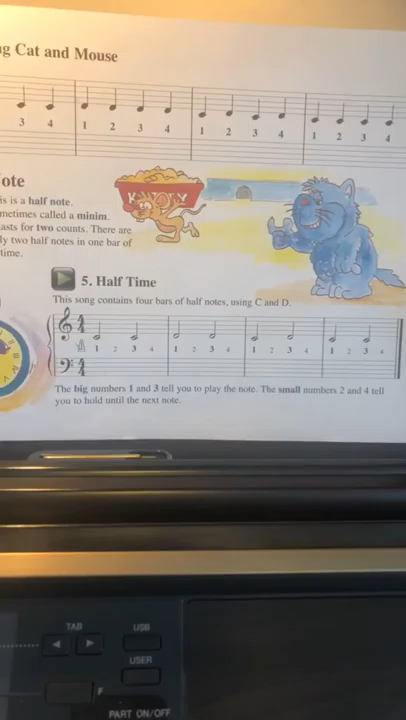 g Cat and Mouse
3 4 1 2 3 4 1 2 3 4 1 2 3 4
ote
is is a half note.
metimes called a minim.
asts for two counts. There are
ly two half notes in one bar of
time.
5. Half Time
This song contains four bars of half notes, using C and D.
4
4
1 2 3 4 1 2 3 4 1 2 3 4 1 2 3 4
4
4
The big numbers 1 and 3 tell you to play the note. The small numbers 2 and 4 tell
you to hold until the next note.
TAB
USB
USER
F
PART ON/OFF